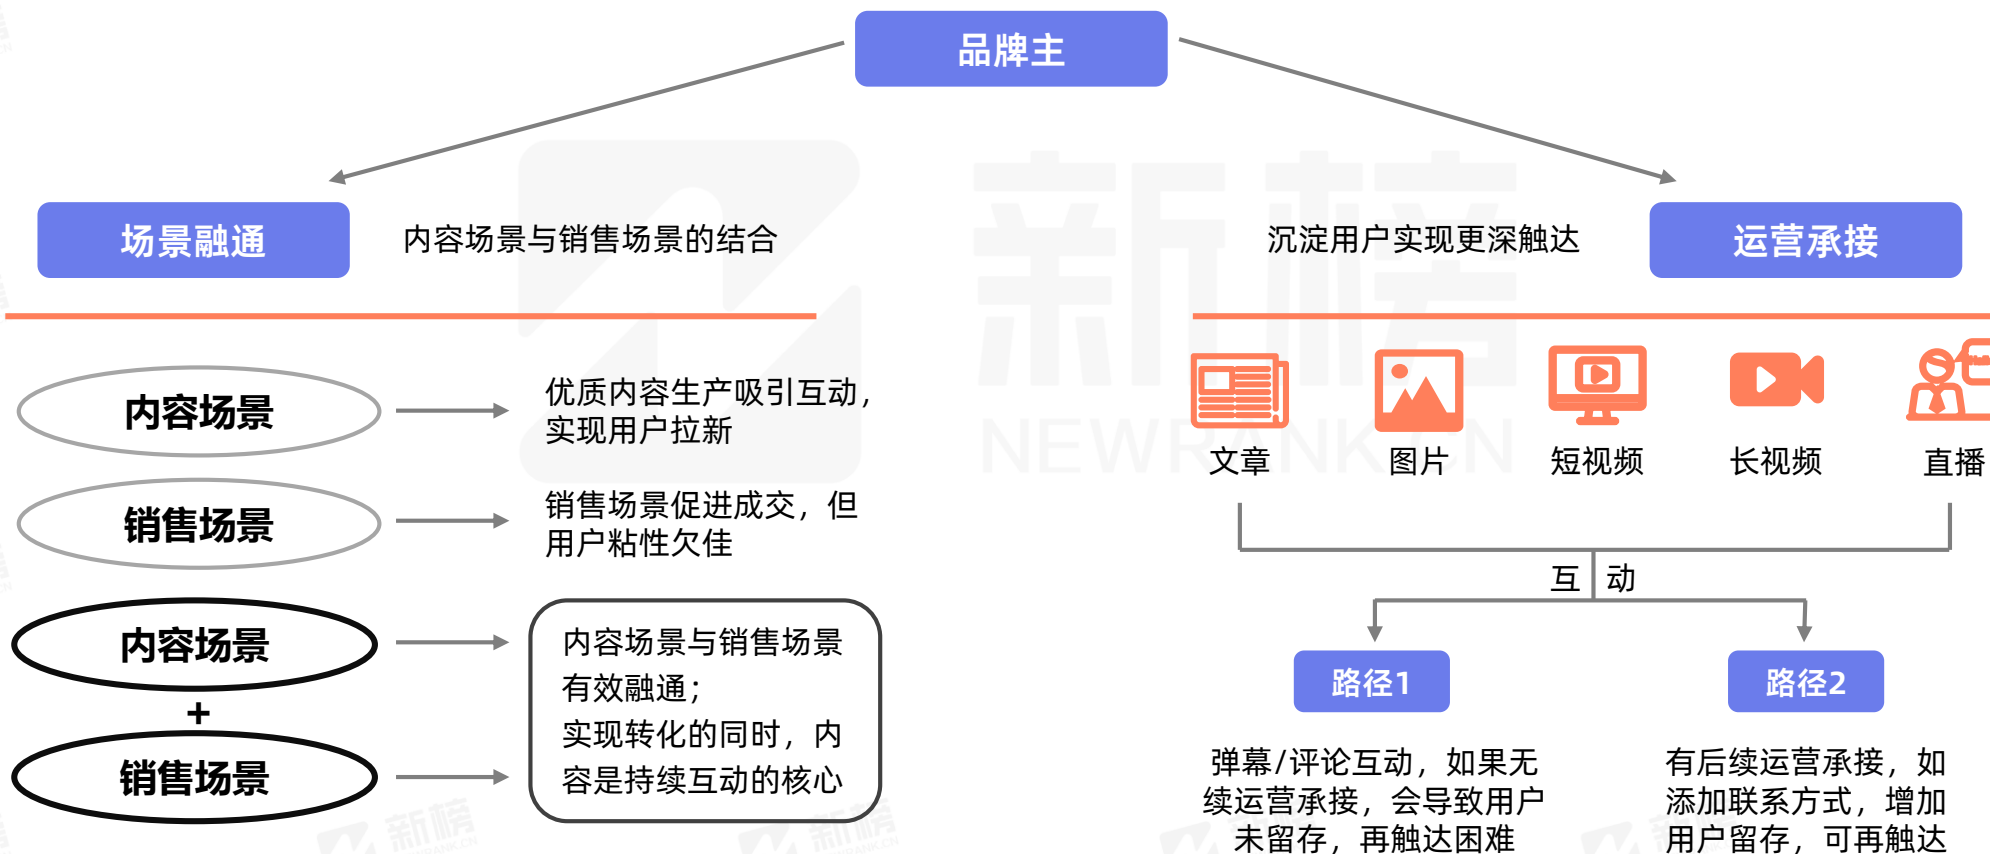 品牌主
场景融通
内容场景与销售场景的结合
沉淀用户实现更深触达
运营承接
内容场景
优质内容生产吸引互动，
实现用户拉新
销售场景
销售场景促进成交，但
用户粘性欠佳
内容场景
+
销售场景
内容场景与销售场景
有效融通；
实现转化的同时，内
容是持续互动的核心
文章
图片
短视频
长视频
直播
互 动
路径1
路径2
弹幕/评论互动，如果无
续运营承接，会导致用户
未留存，再触达困难
有后续运营承接，如
添加联系方式，增加
用户留存，可再触达
新榜
NEWRANK.CN
新榜
新榜